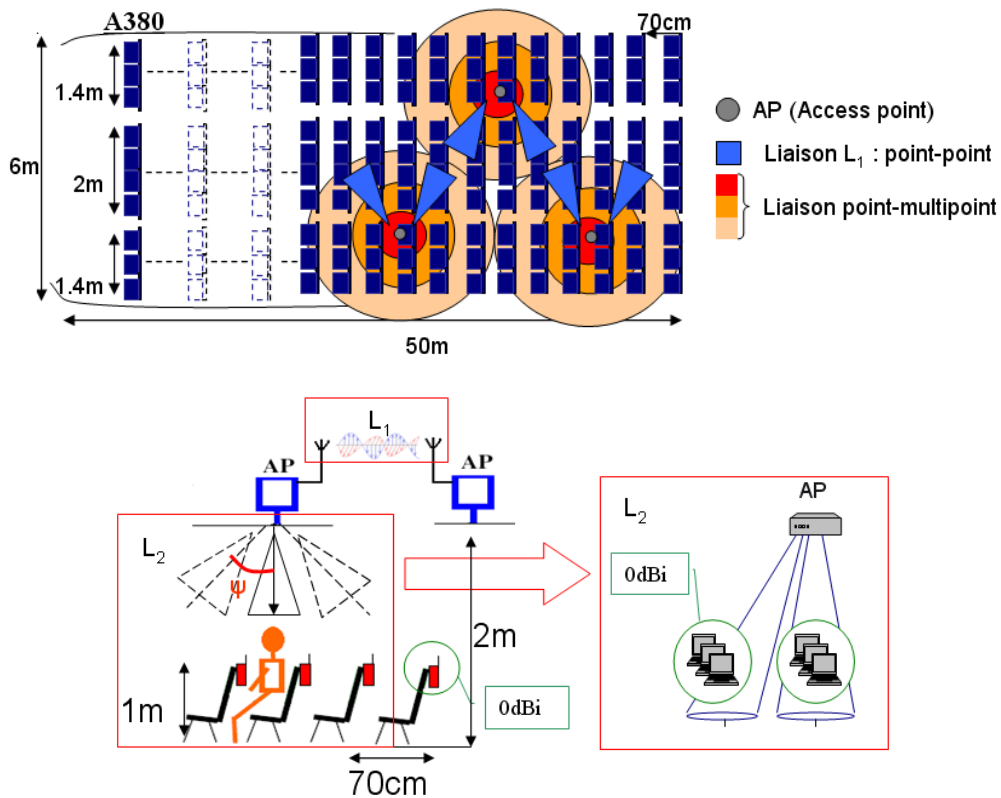 A380
70cm
1.4m
6m
2m
1.4m
50m
AP (Access point)
Liaison L1 : point-point
Liaison point-multipoint
L1
AP
AP
L2
Ψ
2m
1m
0dBi
70cm
AP
L2
0dBi